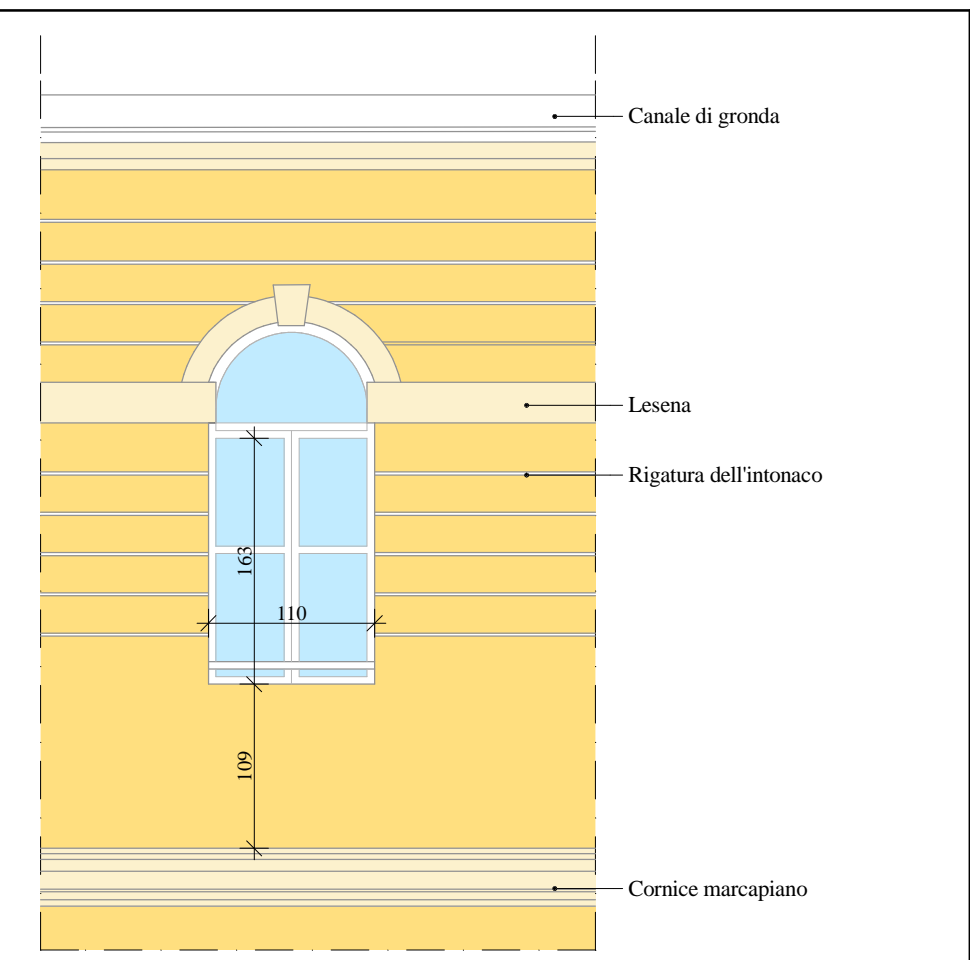 Canale di gronda
Lesena
Rigatura dell'intonaco
163
110
109
Cornice marcapiano